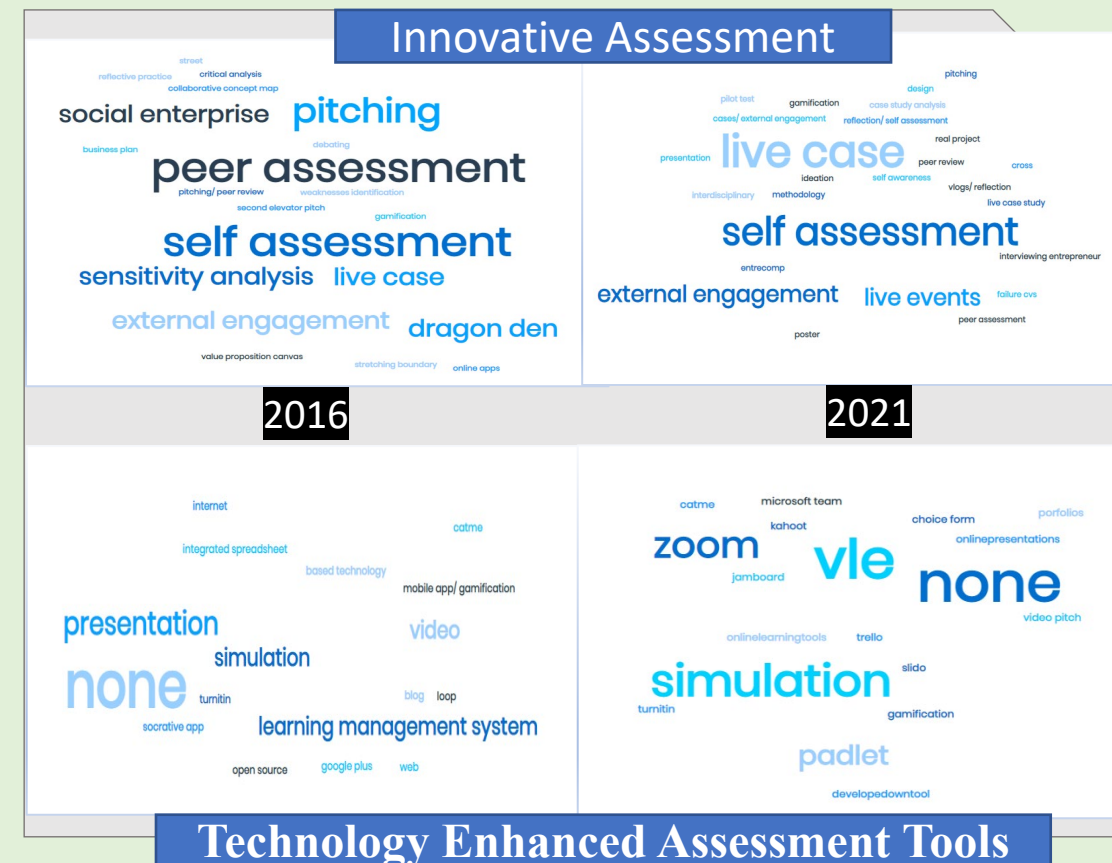 Innovative Assessment
street
reflective practice
critical analysis
collaborative concept map
social enterprise
pitching
business plan
debating
peer assessment
pitching/ peer review
weaknesses identification
second elevator pitch
gamification
self assessment
sensitivity analysis
live case
external engagement
dragon den
value proposition canvas
stretching boundary
online apps
pitching
design
pilot test
gamification
case study analysis
cases/ external engagement
reflection/ self assessment
real project
live case
presentation
peer review
cross
ideation
self awareness
vlogs/ reflection
interdisciplinary
methodology
live case study
self assessment
interviewing entrepreneur
entrecomp
external engagement
live events
failure cvs
peer assessment
poster
2016
2021
internet
catme
integrated spreadsheet
based technology
mobile app/ gamification
presentation
video
simulation
none
turnitin
blog
loop
socrative app
learning management system
open source
google plus
web
catme
microsoft team
kahoot
choice form
porfolios
zoom
vle
onlinepresentations
jamboard
none
video pitch
onlinelearningtools
trello
simulation
slido
turnitin
gamification
padlet
developedowntool
Technology Enhanced Assessment Tools